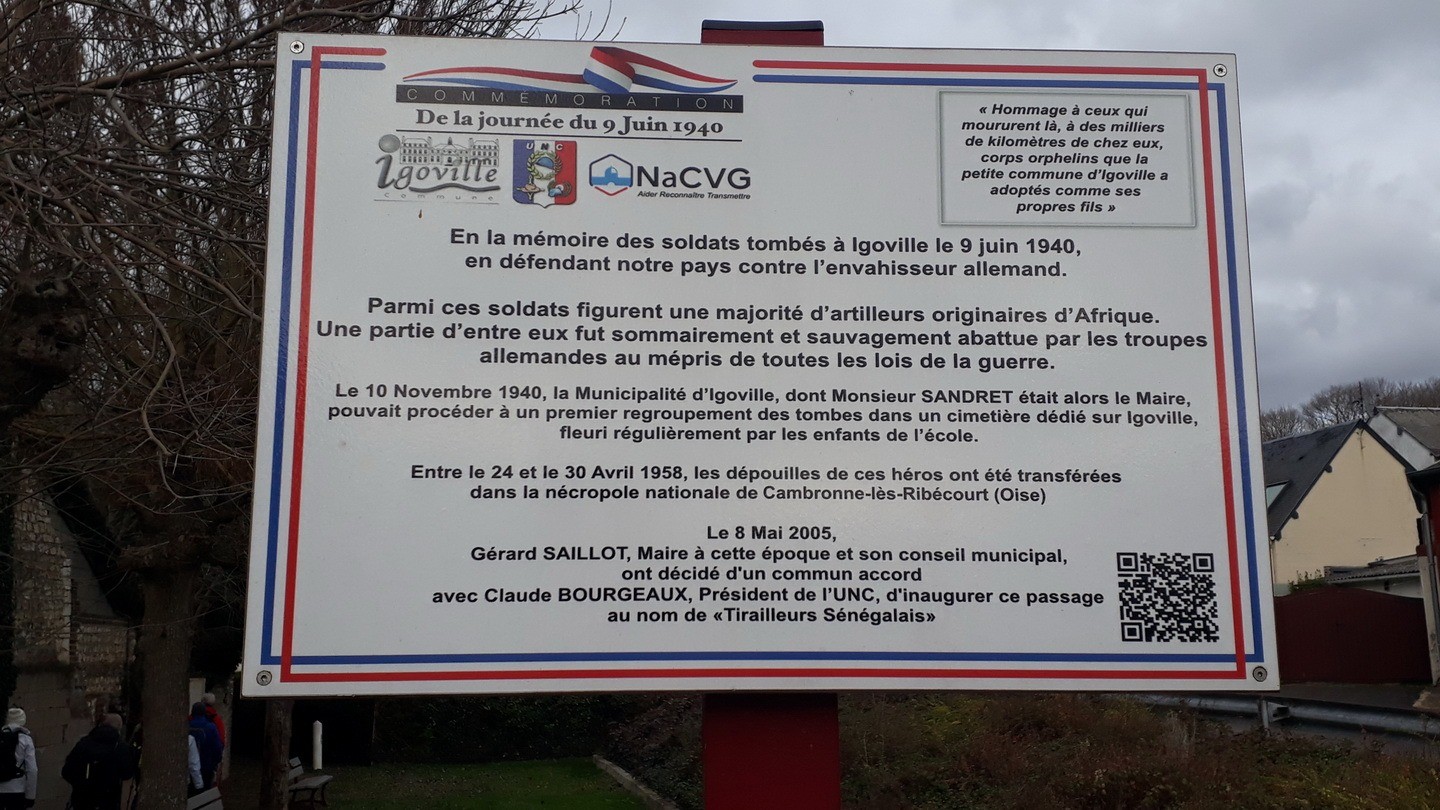 COMMÉMORATION
De la journée du 9 Juin 1940
Igoville
commune
UNC
NaCVG
Aider Reconnaître Transmettre
« Hommage à ceux qui
moururent là, à des milliers
de kilomètres de chez eux,
corps orphelins que la
petite commune d'Igoville a
adoptés comme ses
propres fils »
En la mémoire des soldats tombés à Igoville le 9 juin 1940,
en défendant notre pays contre l'envahisseur allemand.
Parmi ces soldats figurent une majorité d'artilleurs originaires d'Afrique.
Une partie d'entre eux fut sommairement et sauvagement abattue par les troupes
allemandes au mépris de toutes les lois de la guerre.
Le 10 Novembre 1940, la Municipalité d'Igoville, dont Monsieur SANDRET était alors le Maire,
pouvait procéder à un premier regroupement des tombes dans un cimetière dédié sur Igoville,
fleuri régulièrement par les enfants de l'école.
Entre le 24 et le 30 Avril 1958, les dépouilles de ces héros ont été transférées
dans la nécropole nationale de Cambronne-lès-Ribécourt (Oise)
Le 8 Mai 2005,
Gérard SAILLOT, Maire à cette époque et son conseil municipal,
ont décidé d'un commun accord
avec Claude BOURGEAUX, Président de l'UNC, d'inaugurer ce passage
au nom de «Tirailleurs Sénégalais»